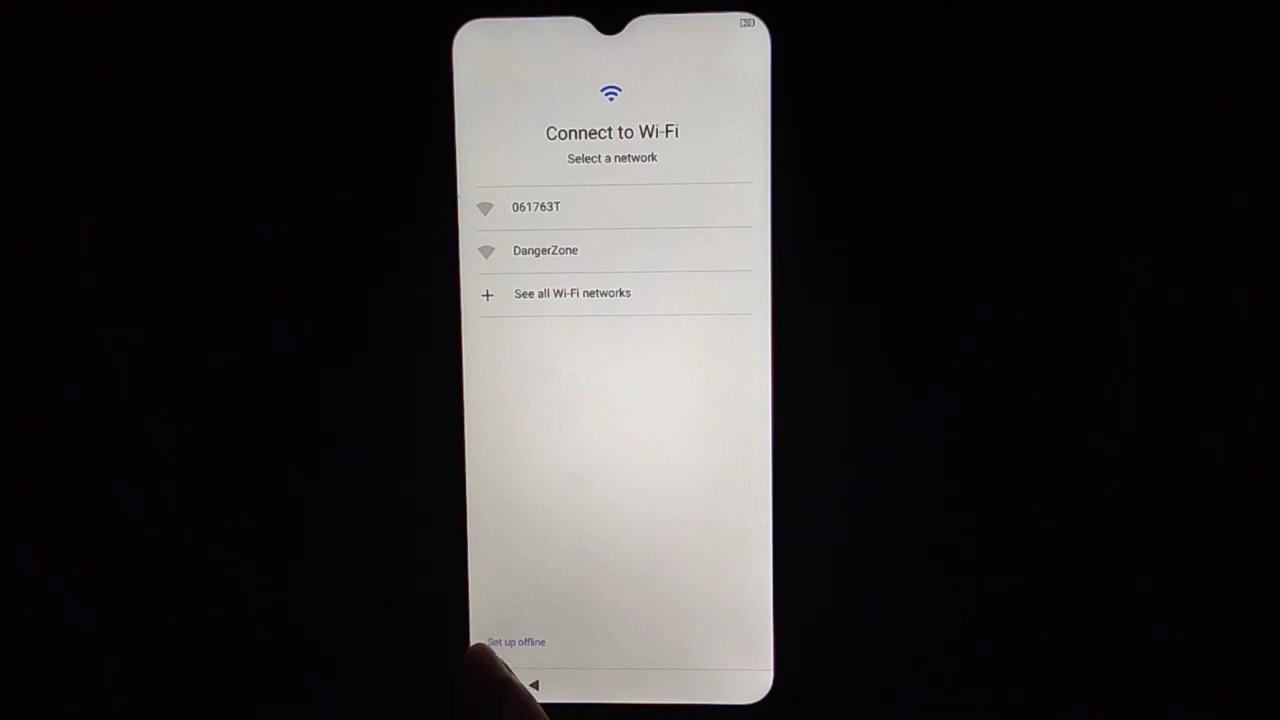 Connect to Wi-Fi
Select a network
061763T
DangerZone
See all Wi-Fi networks
Set up offline